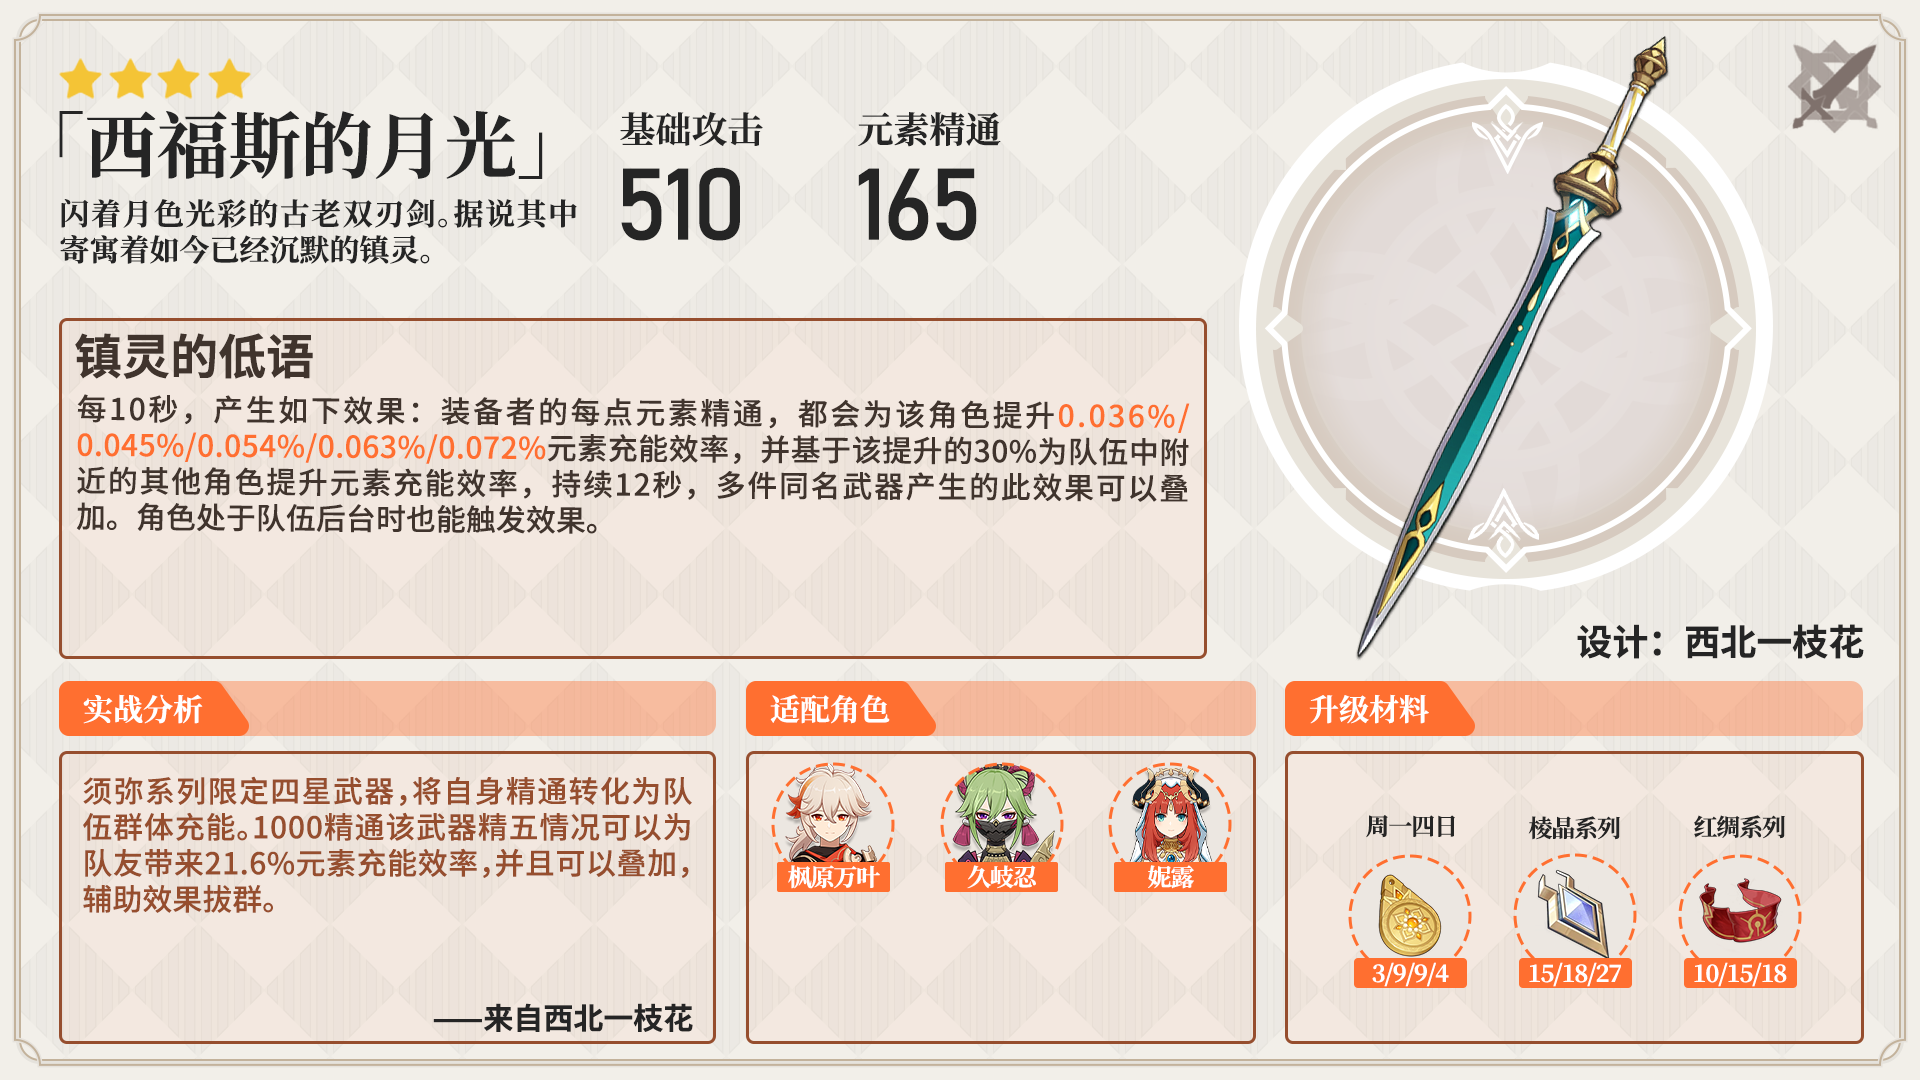 「西福斯的月光」
闪着月色光彩的古老双刃剑。据说其中
寄寓着如今已经沉默的镇灵。
基础攻击
510
元素精通
165
镇灵的低语
每10秒，产生如下效果：装备者的每点元素精通，都会为该角色提升0.036%/
0.045%/0.054%/0.063%/0.072%元素充能效率，并基于该提升的30%为队伍中附
近的其他角色提升元素充能效率，持续12秒，多件同名武器产生的此效果可以叠
加。角色处于队伍后台时也能触发效果。
设计：西北一枝花
实战分析
须弥系列限定四星武器，将自身精通转化为队
伍群体充能。1000精通该武器精五情况可以为
队友带来21.6%元素充能效率，并且可以叠加，
辅助效果拔群。
——来自西北一枝花
适配角色
枫原万叶
久岐忍
妮露
升级材料
周一四日
棱晶系列
红绸系列
3/9/9/4
15/18/27
10/15/18